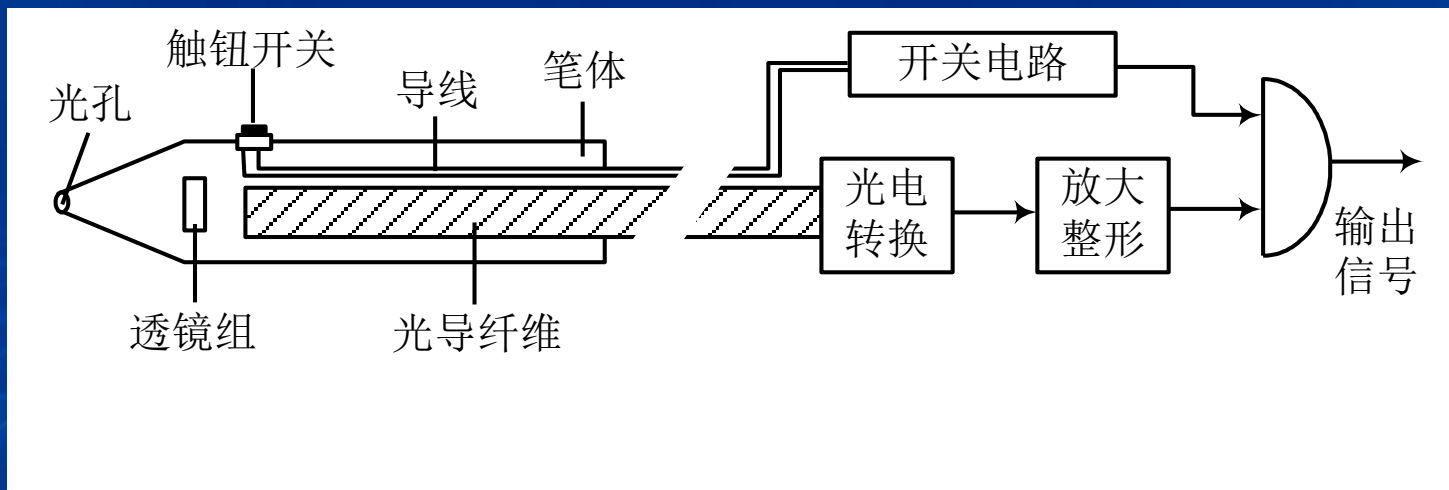 触钮开关
导线
笔体
光孔
开关电路
光电
转换
放大
整形
输出
信号
透镜组
光导纤维